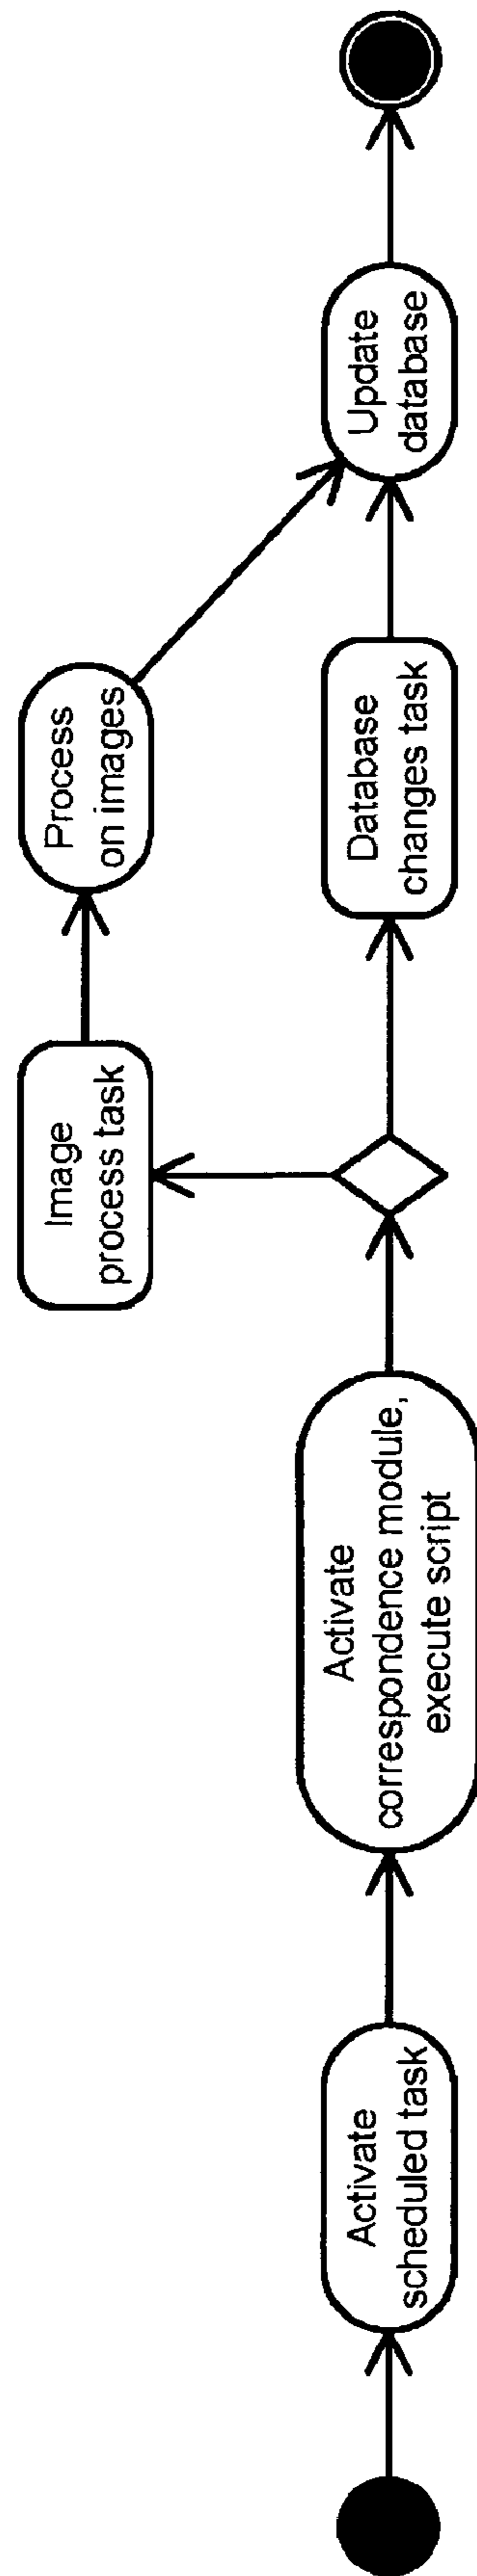 Activate
scheduled task
Activate
correspondence module,
execute script
Image
process task
Process
on images
Database
changes task
Update
database